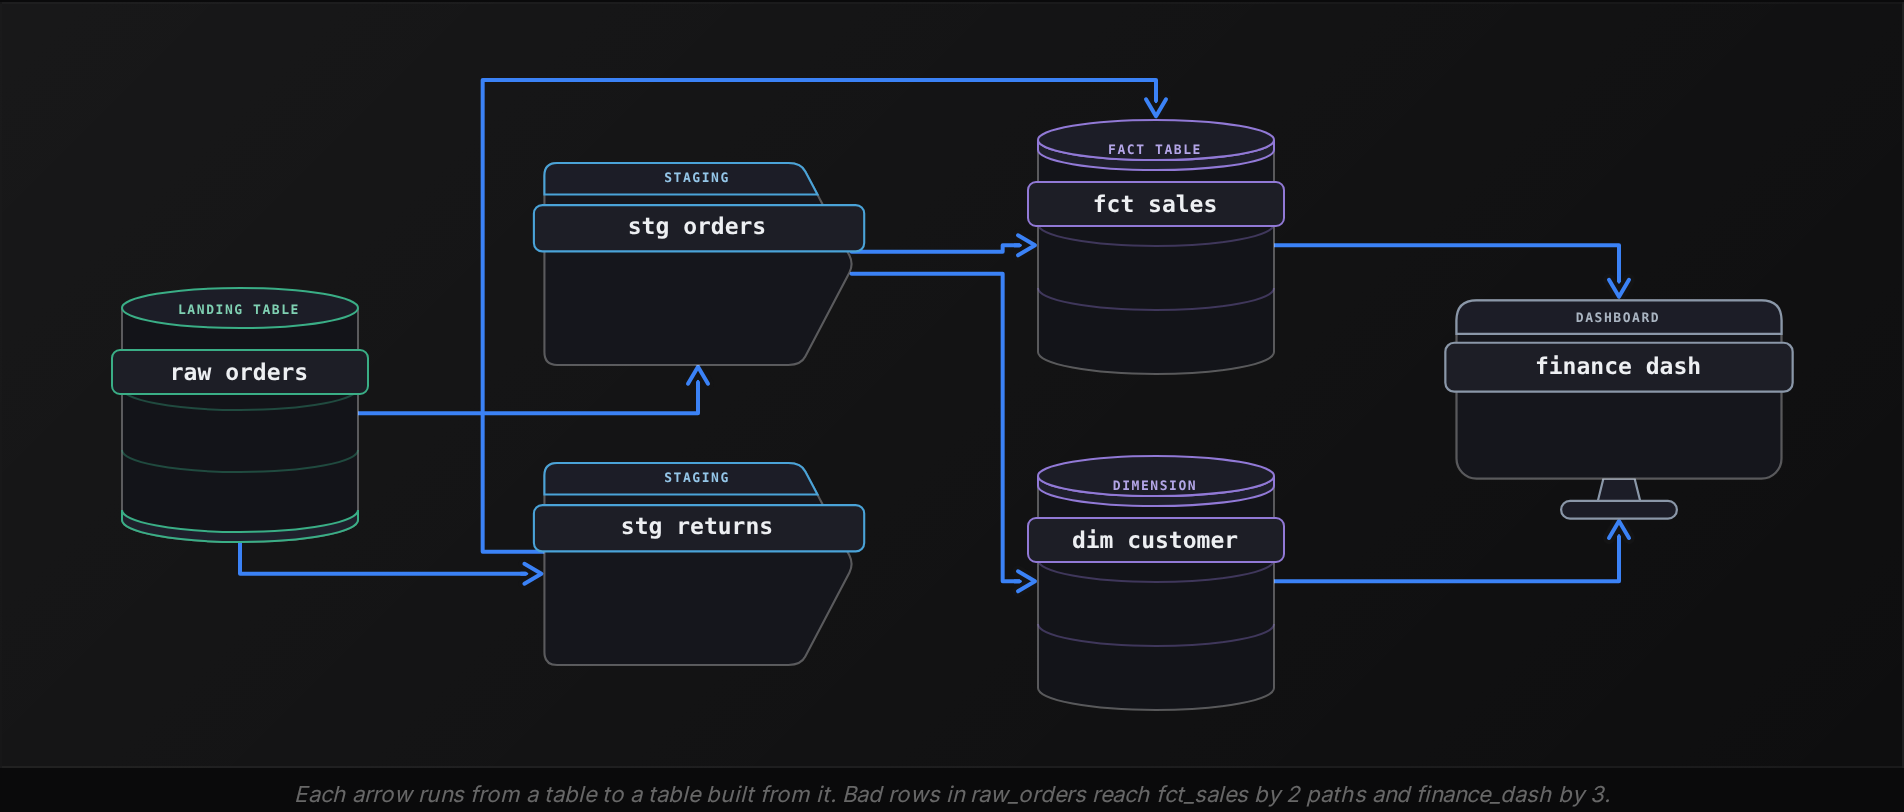 LANDING TABLE
raw orders
STAGING
stg orders
STAGING
stg returns
FACT TABLE
fct sales
DIMENSION
dim customer
DASHBOARD
finance dash
Each arrow runs from a table to a table built from it. Bad rows in raw_orders reach fct_sales by 2 paths and finance_dash by 3.